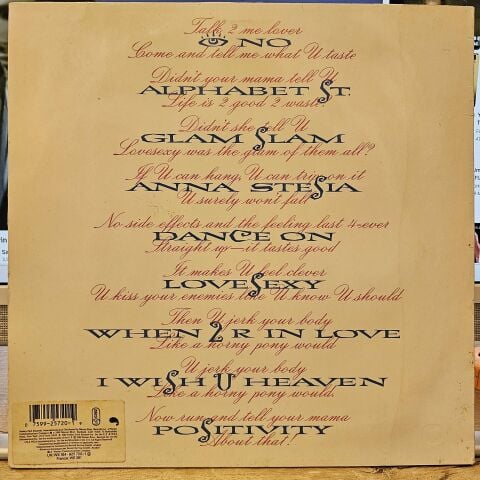 Talk 2 me lover
NO
Come and tell me what U taste
Didn't your mama tell U
ALPHABET St.
Life is 2 good 2 waste?
Didn't she tell U
GLAM SLAM
Lovesexy was the glam of them all?
If U can hang, U can trip on it
ANNA STESIA
U surely won't fall
No side effects and the feeling last 4-ever
DANCE ON
Straight up—it tastes good
It makes U feel clever
LOVESEXY
U kiss your enemies like U know U should
Then U jerk your body
WHEN 2 R IN LOVE
Like a horny pony would
U jerk your body
I WISH U HEAVEN
Like a horny pony would.
Now run and tell your mama
POSITIVITY
About that!
0 7599-25720-1 9